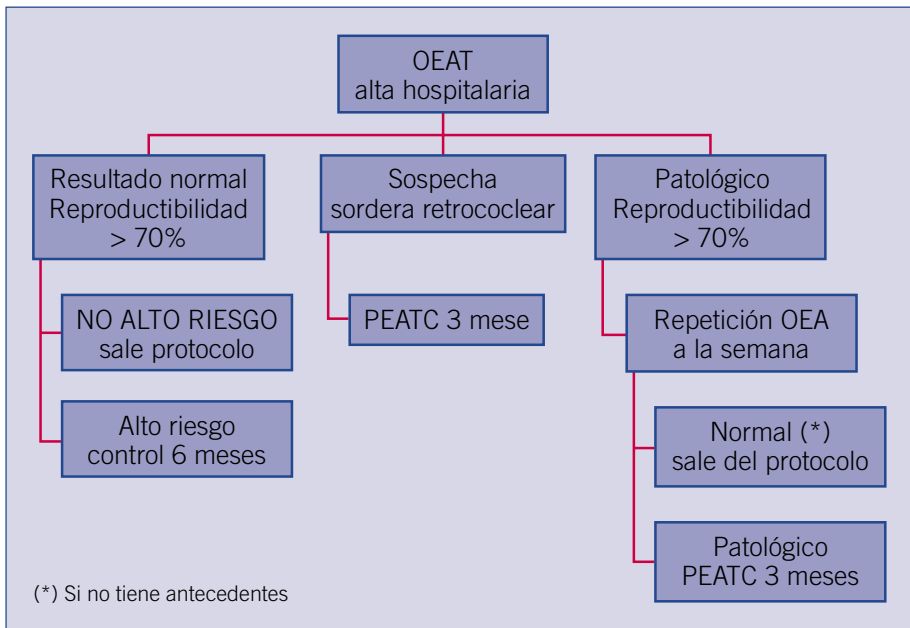 OEAT
alta hospitalaria
Resultado normal
Reproductibilidad
> 70%
Sospecha
sordera retrococlear
Patológico
Reproductibilidad
> 70%
NO ALTO RIESGO
sale protocolo
PEATC 3 mese
Repetición OEA
a la semana
Alto riesgo
control 6 meses
Normal (*)
sale del protocolo
Patológico
PEATC 3 meses
(*) Si no tiene antecedentes